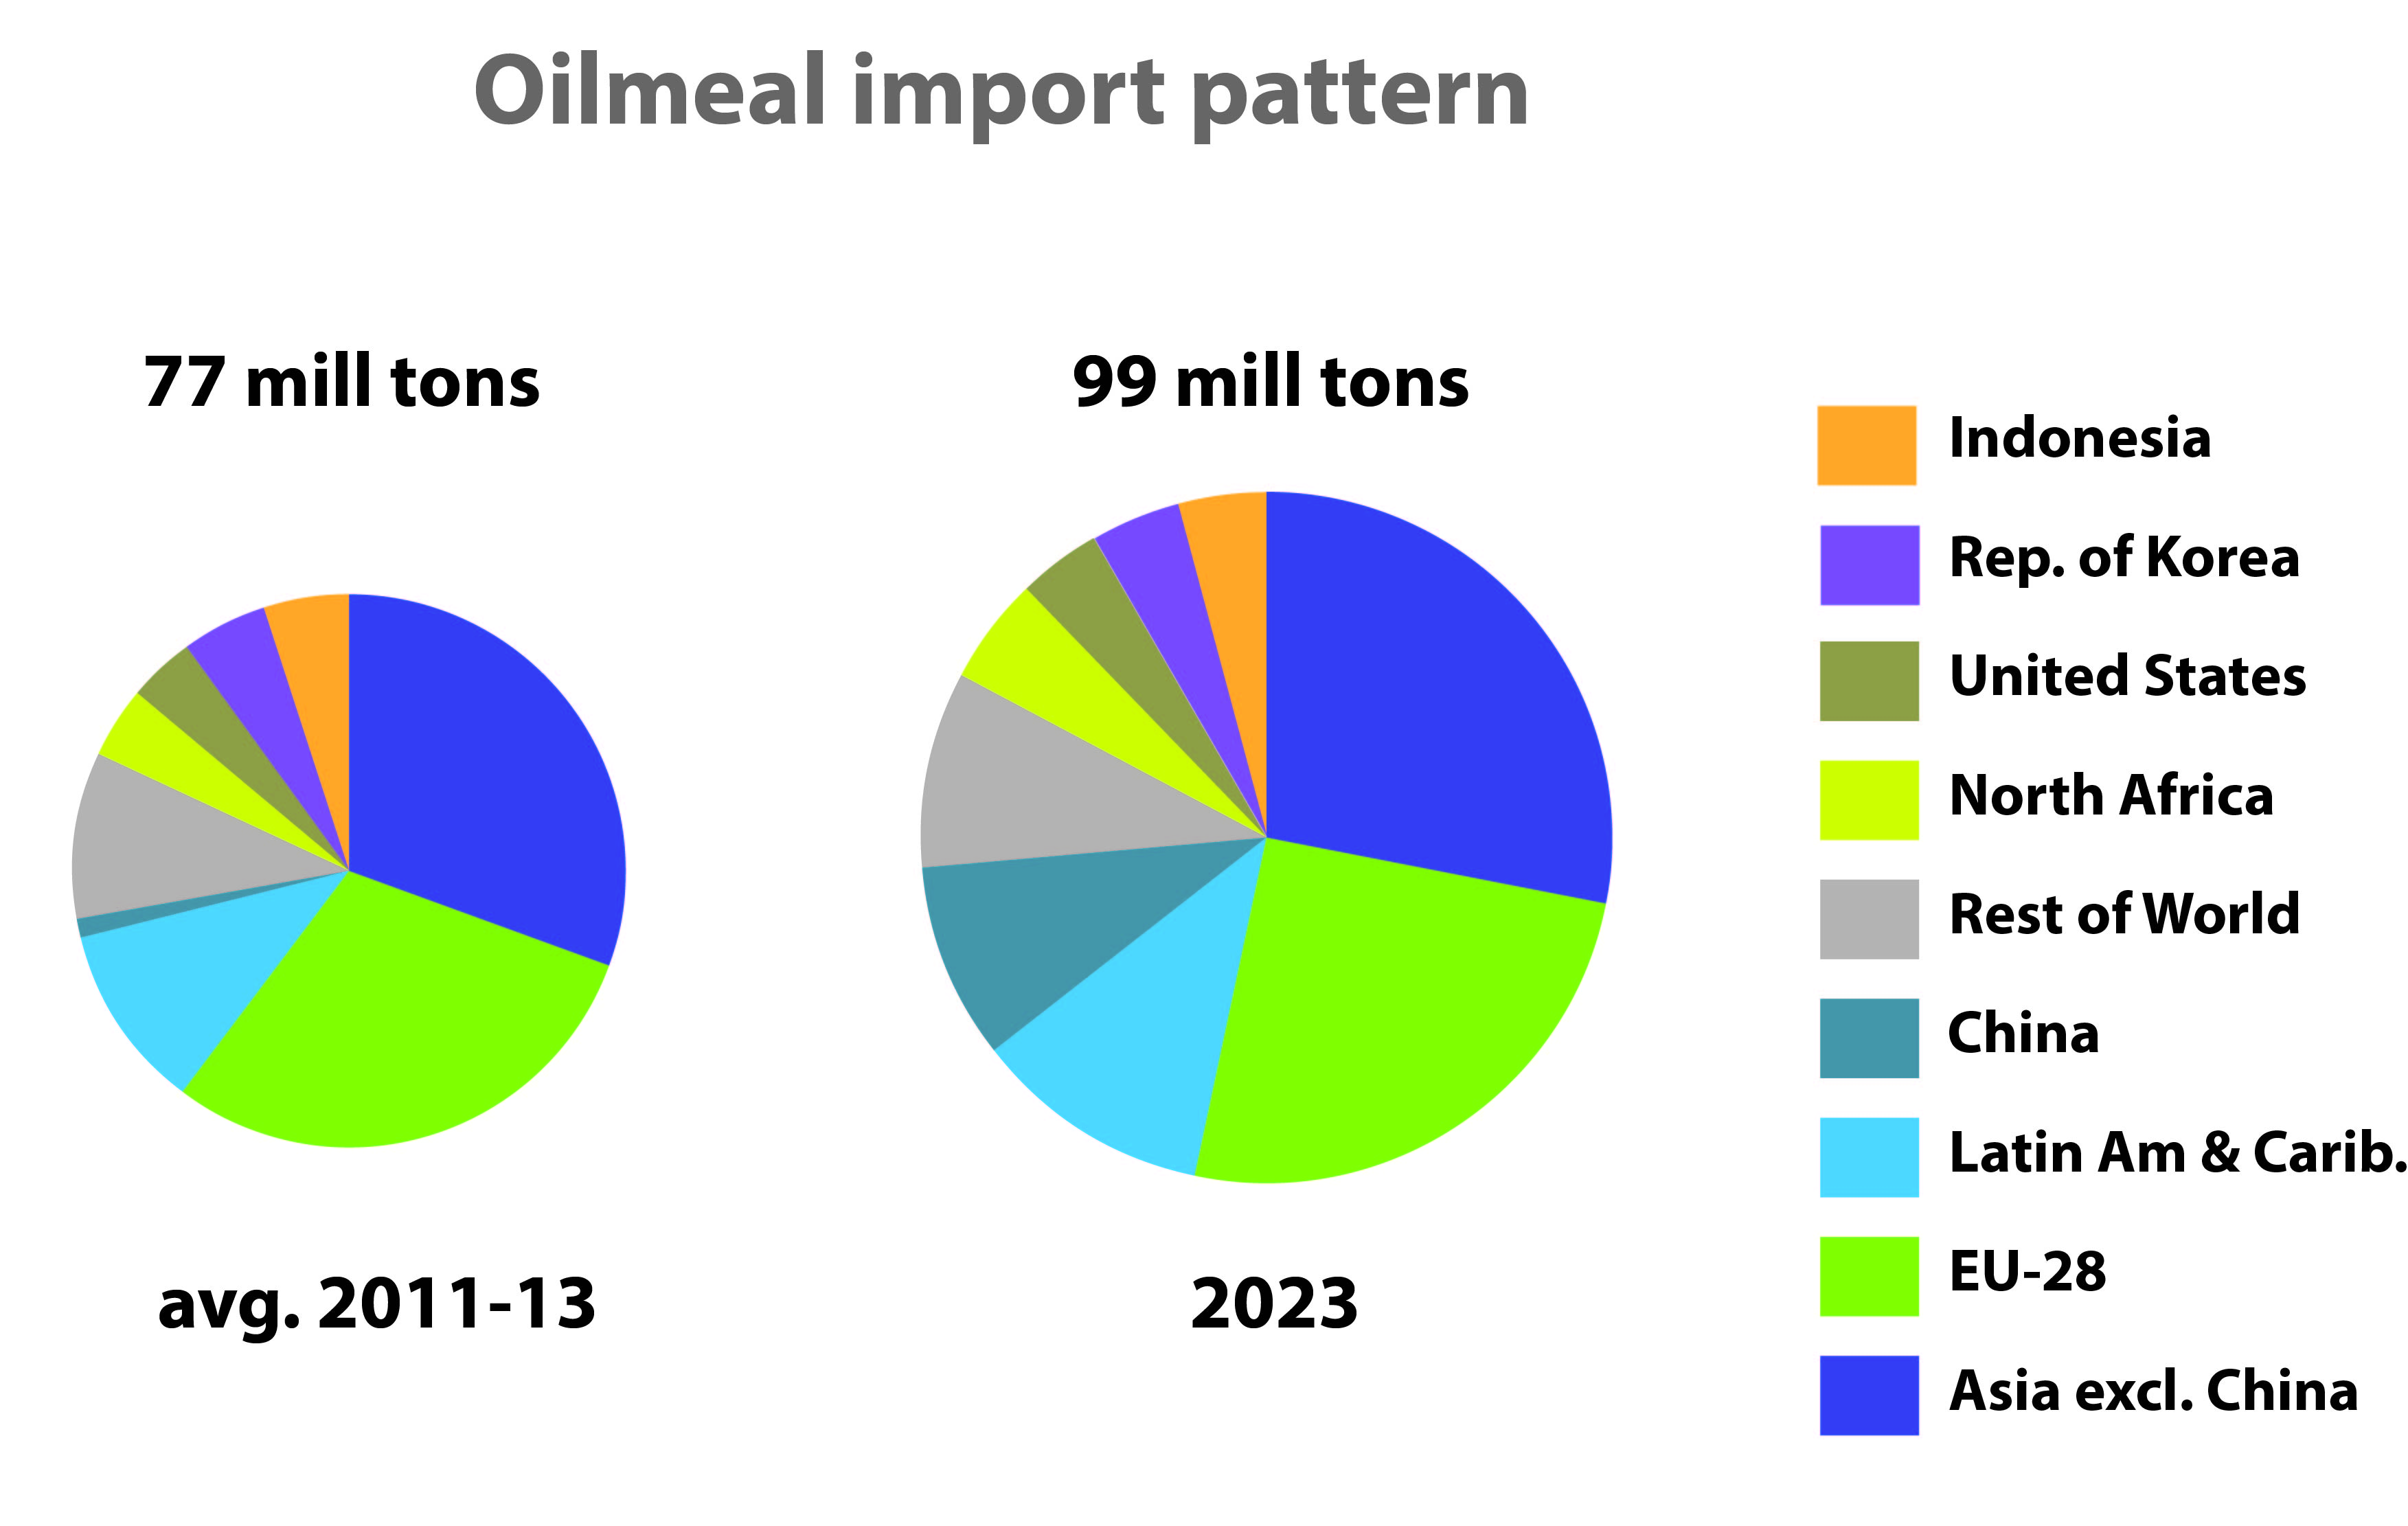 Oilmeal import pattern
77 mill tons
99 mill tons
Indonesia
Rep. of Korea
United States
North Africa
Rest of World
China
Latin Am & Carib.
EU-28
Asia excl. China
avg. 2011-13
2023